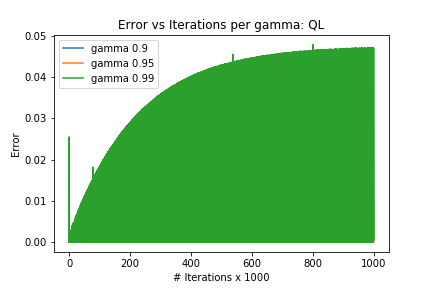 Error vs Iterations per gamma: QL
gamma 0.9
gamma 0.95
gamma 0.99
Error
0.05
0.04
0.03
0.02
0.01
0.00
0
200
400
600
800
1000
# Iterations x 1000